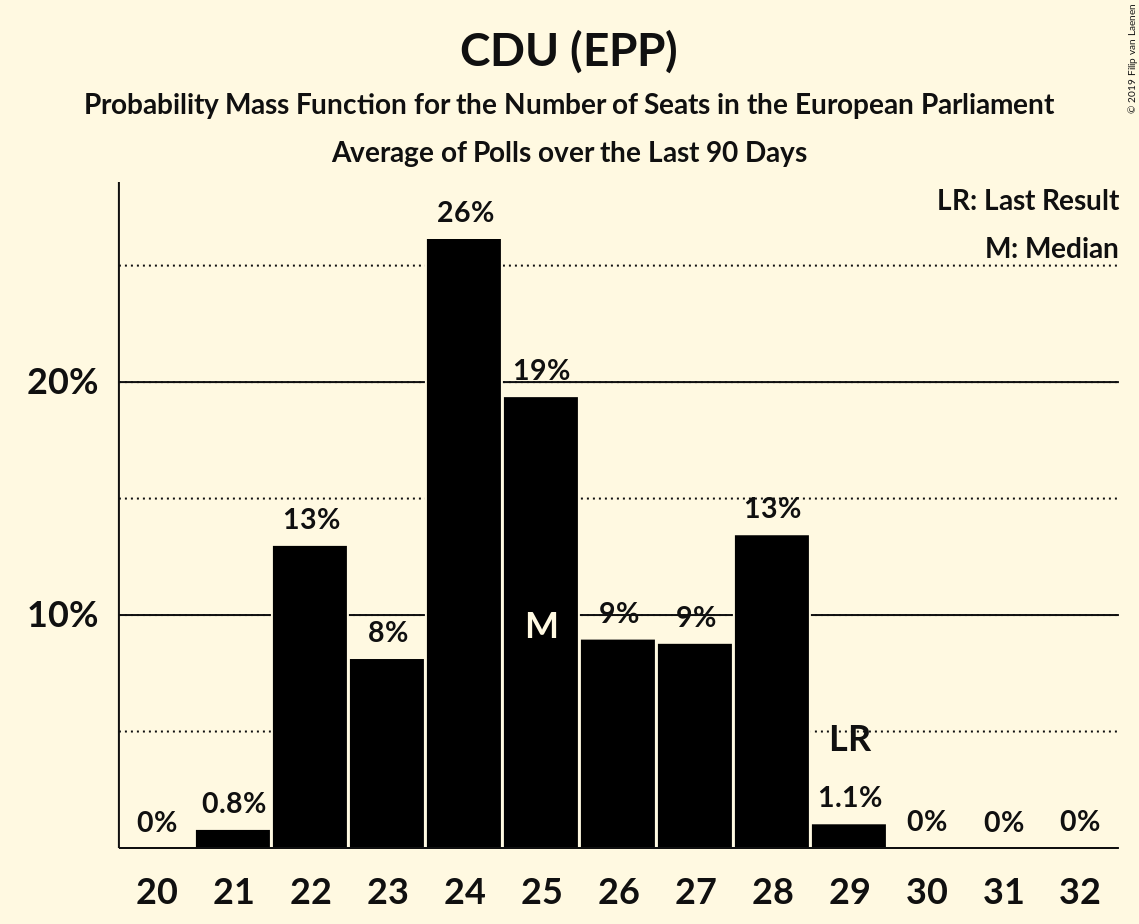 CDU (EPP)
Probability Mass Function for the Number of Seats in the European Parliament
Average of Polls over the Last 90 Days
© 2019 Filip van Laenen
LR: Last Result
M: Median
26%
20%
19%
13%
13%
10%
8%
M
9%
9%
LR
0%
0.8%
1.1%
0%
0%
0%
20 21 22 23 24 25 26 27 28 29 30 31 32